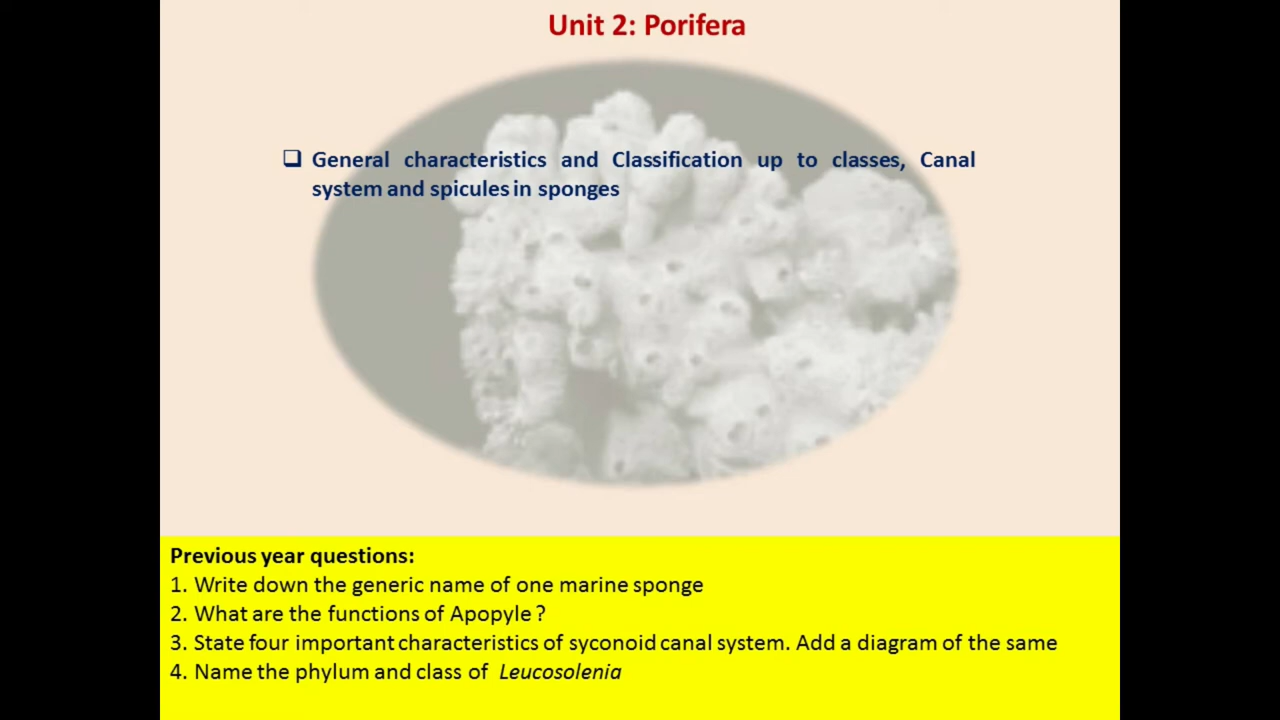 Unit 2: Porifera
❑ General characteristics and Classification up to classes, Canal
system and spicules in sponges
Previous year questions:
1. Write down the generic name of one marine sponge
2. What are the functions of Apopyle ?
3. State four important characteristics of syconoid canal system. Add a diagram of the same
4. Name the phylum and class of Leucosolenia